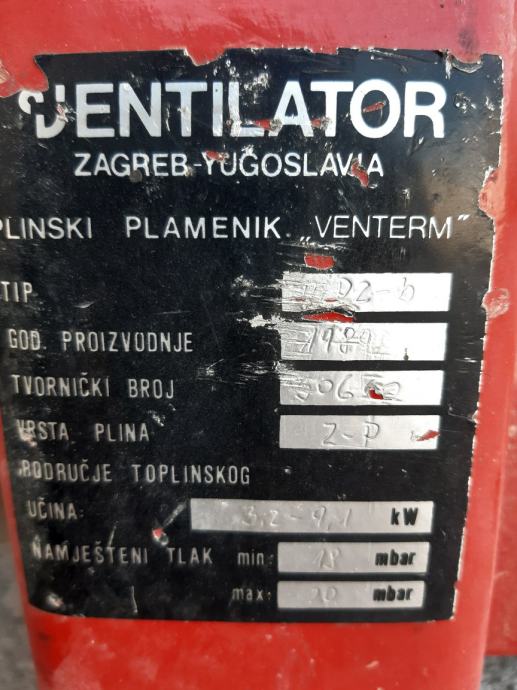 VENTILATOR
ZAGREB-YUGOSLAVIA
PLINSKI PLAMENIK „VENTERM"
TIP
GOD. PROIZVODNJE
TVORNIČKI BROJ
VRSTA PLINA Z-P
PODRUČJE TOPLINSKOG
UČINA: 3,2-9,1 kW
NAMJEŠTENI TLAK min: 18 mbar
max: 20 mbar